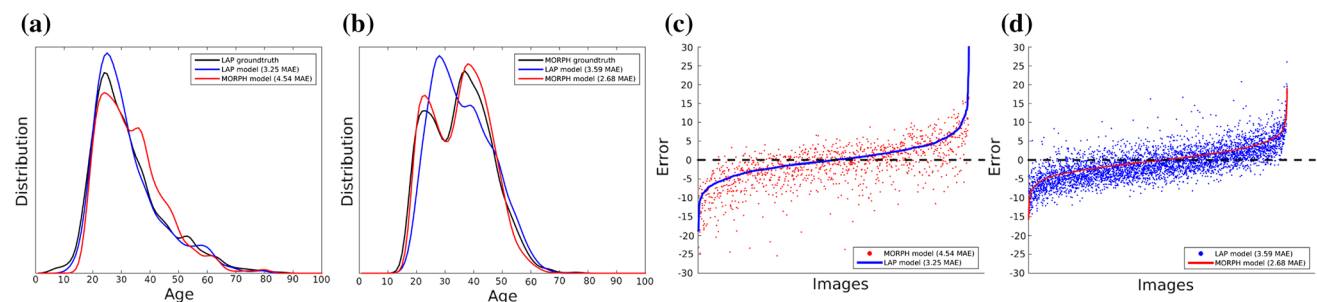 (a)
LAP groundtruth
LAP model (3.25 MAE)
MORPH model (4.54 MAE)
Distribution
0 10 20 30 40 50 60 70 80 90 100
Age
(b)
MORPH groundtruth
LAP model (3.59 MAE)
MORPH model (2.68 MAE)
Distribution
0 10 20 30 40 50 60 70 80 90 100
Age
(c)
30
25
20
15
10
5
0
-5
-10
-15
-20
-25
-30
Error
MORPH model (4.54 MAE)
LAP model (3.25 MAE)
Images
(d)
30
25
20
15
10
5
0
-5
-10
-15
-20
-25
-30
Error
LAP model (3.59 MAE)
MORPH model (2.68 MAE)
Images